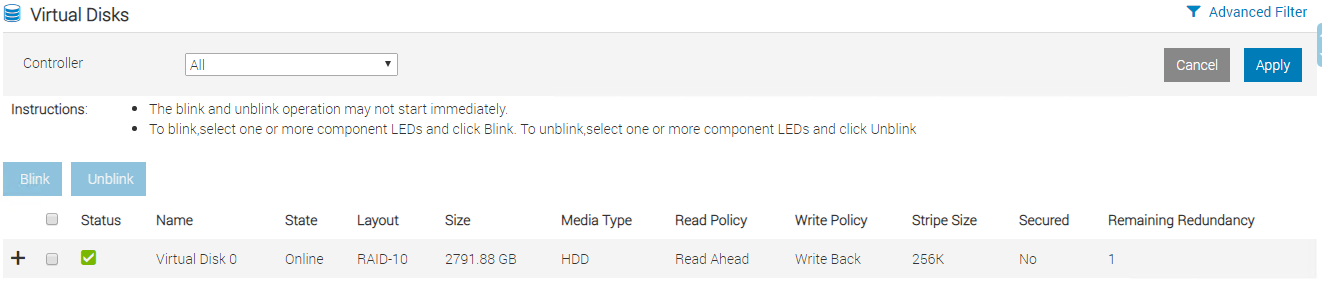 Virtual Disks
Advanced Filter
Controller All Cancel Apply
Instructions: • The blink and unblink operation may not start immediately.
• To blink,select one or more component LEDs and click Blink. To unblink,select one or more component LEDs and click Unblink
Blink Unblink
Status Name State Layout Size Media Type Read Policy Write Policy Stripe Size Secured Remaining Redundancy
+ Virtual Disk 0 Online RAID-10 2791.88 GB HDD Read Ahead Write Back 256K No 1